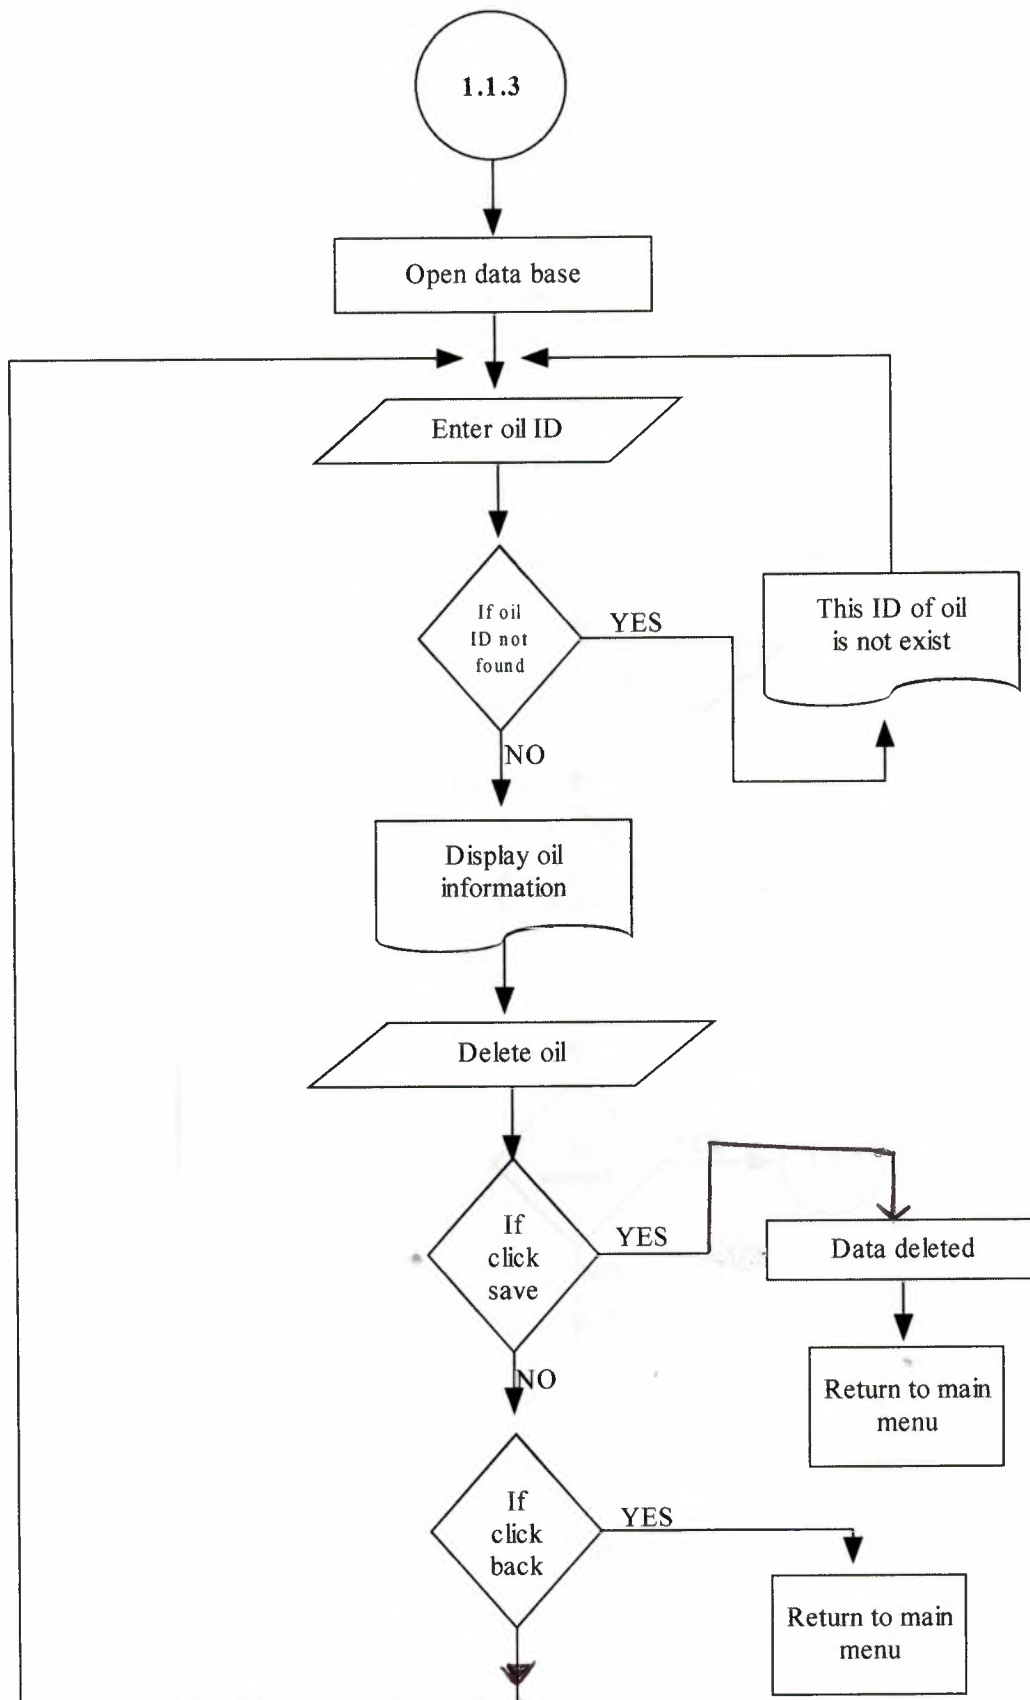 1.1.3
Open data base
Enter oil ID
If oil
ID not
found
YES
This ID of oil
is not exist
NO
Display oil
information
Delete oil
If
click
save
YES
Data deleted
Return to main
menu
NO
If
click
back
YES
Return to main
menu